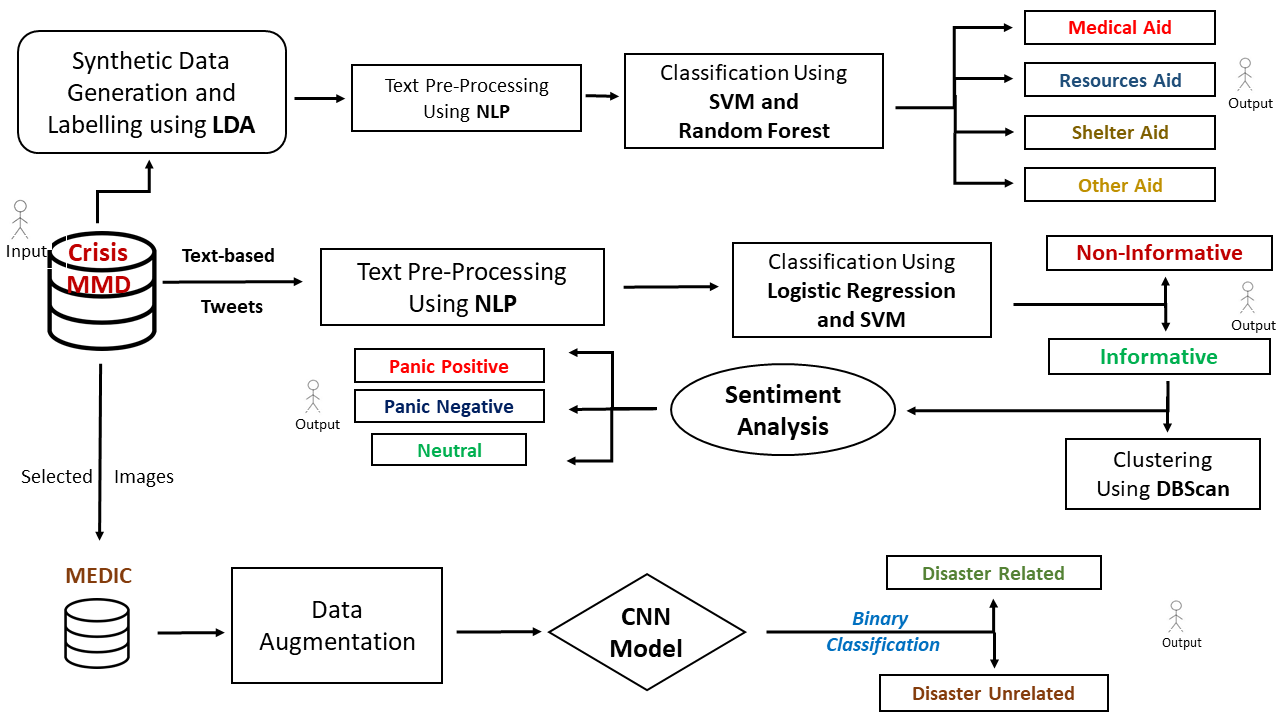 Synthetic Data
Generation and
Labelling using LDA
Text Pre-Processing
Using NLP
Classification Using
SVM and
Random Forest
Medical Aid
Resources Aid
Shelter Aid
Other Aid
Output
Input
Crisis
MMD
Text-based
Tweets
Text Pre-Processing
Using NLP
Classification Using
Logistic Regression
and SVM
Non-Informative
Output
Informative
Panic Positive
Panic Negative
Neutral
Output
Sentiment
Analysis
Clustering
Using DBScan
Selected Images
MEDIC
Data
Augmentation
CNN
Model
Binary
Classification
Disaster Related
Disaster Unrelated
Output